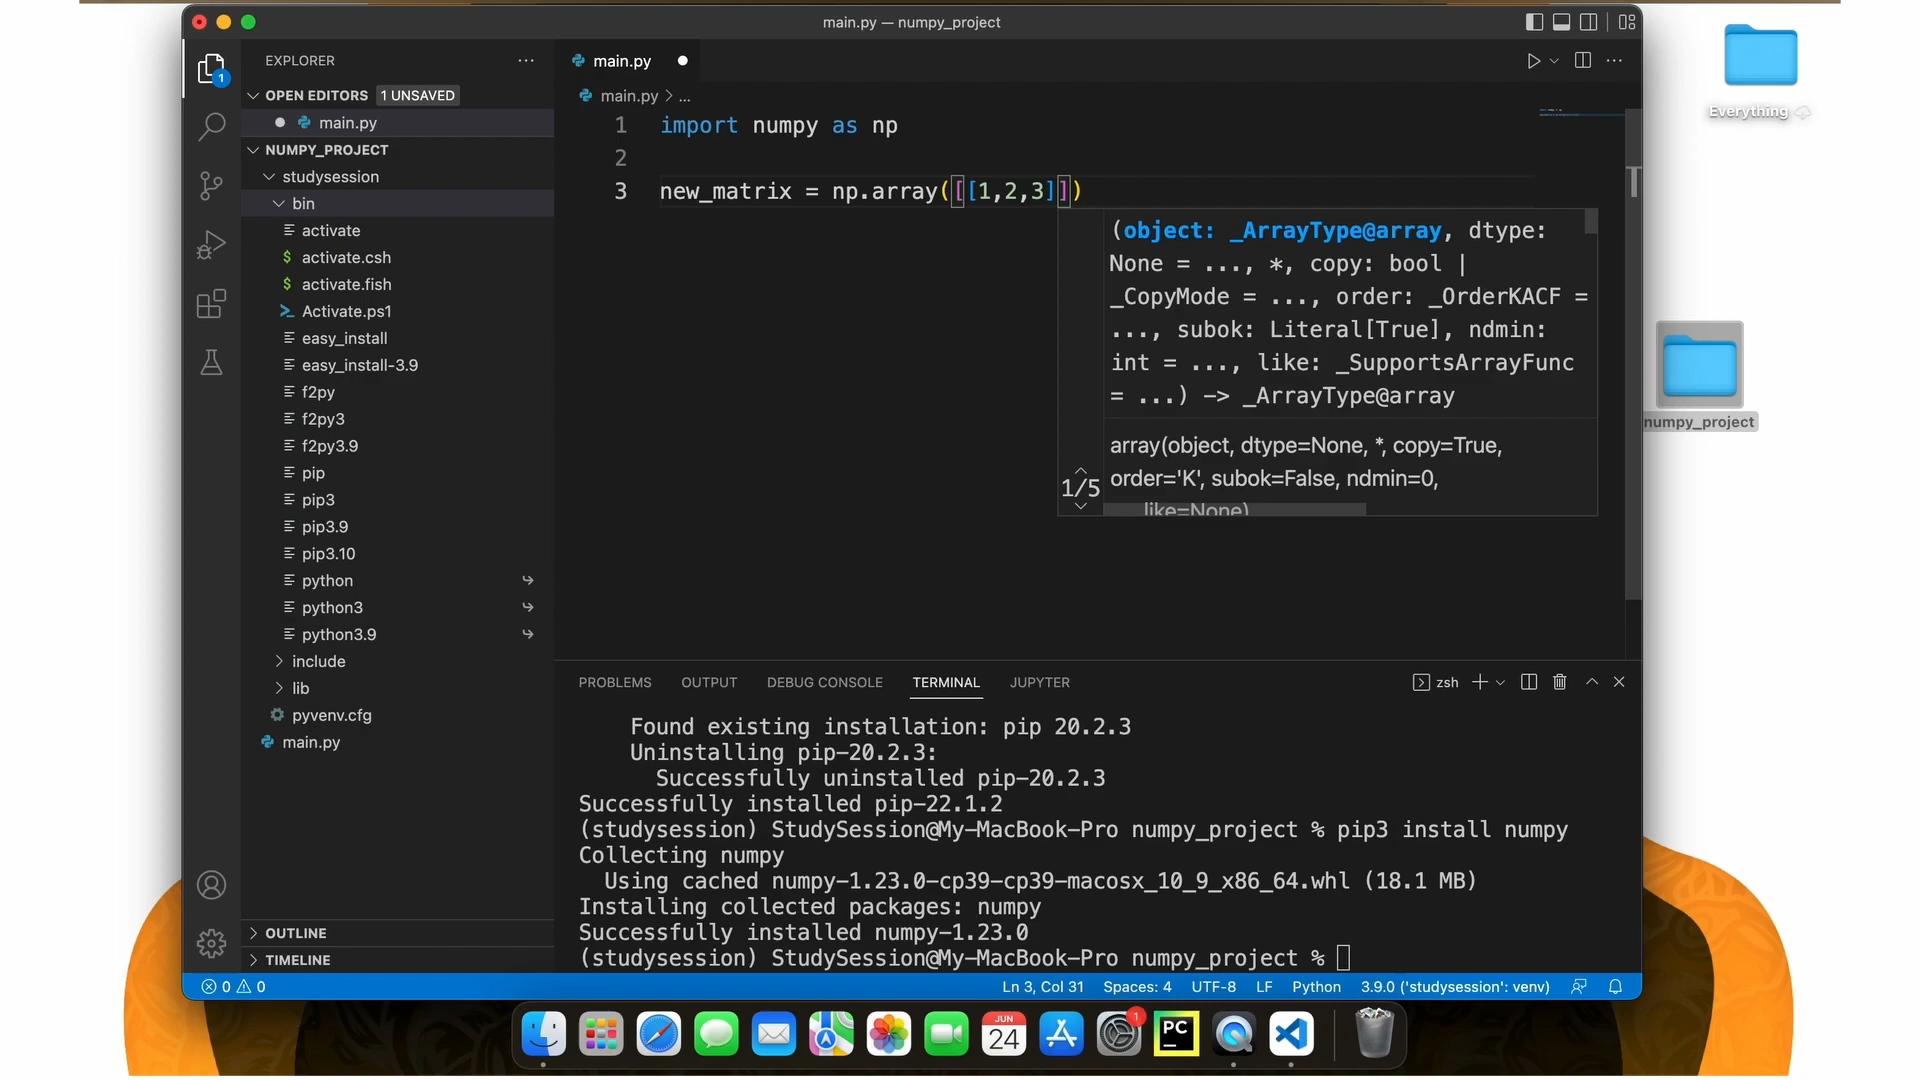 main.py — numpy_project
EXPLORER
OPEN EDITORS 1 UNSAVED
main.py
NUMPY_PROJECT
studysession
bin
activate
$ activate.csh
$ activate.fish
Activate.ps1
easy_install
easy_install-3.9
f2py
f2py3
f2py3.9
pip
pip3
pip3.9
pip3.10
python
python3
python3.9
include
lib
pyvenv.cfg
main.py
OUTLINE
TIMELINE
1
main.py
main.py > ...
1 import numpy as np
2
3 new_matrix = np.array([[1,2,3]])
(object: _ArrayType@array, dtype:
None = ..., *, copy: bool |
_CopyMode = ..., order: _OrderKACF =
..., subok: Literal[True], ndmin:
int = ..., like: _SupportsArrayFunc
= ...) -> _ArrayType@array
array(object, dtype=None, *, copy=True,
order='K', subok=False, ndmin=0,
like=None)
1/5
PROBLEMS OUTPUT DEBUG CONSOLE TERMINAL JUPYTER
zsh
Found existing installation: pip 20.2.3
Uninstalling pip-20.2.3:
Successfully uninstalled pip-20.2.3
Successfully installed pip-22.1.2
(studysession) StudySession@My-MacBook-Pro numpy_project % pip3 install numpy
Collecting numpy
Using cached numpy-1.23.0-cp39-cp39-macosx_10_9_x86_64.whl (18.1 MB)
Installing collected packages: numpy
Successfully installed numpy-1.23.0
(studysession) StudySession@My-MacBook-Pro numpy_project %
0 0
Ln 3, Col 31 Spaces: 4 UTF-8 LF Python 3.9.0 ('studysession': venv)
Everything
numpy_project
JUN
24
1
PC